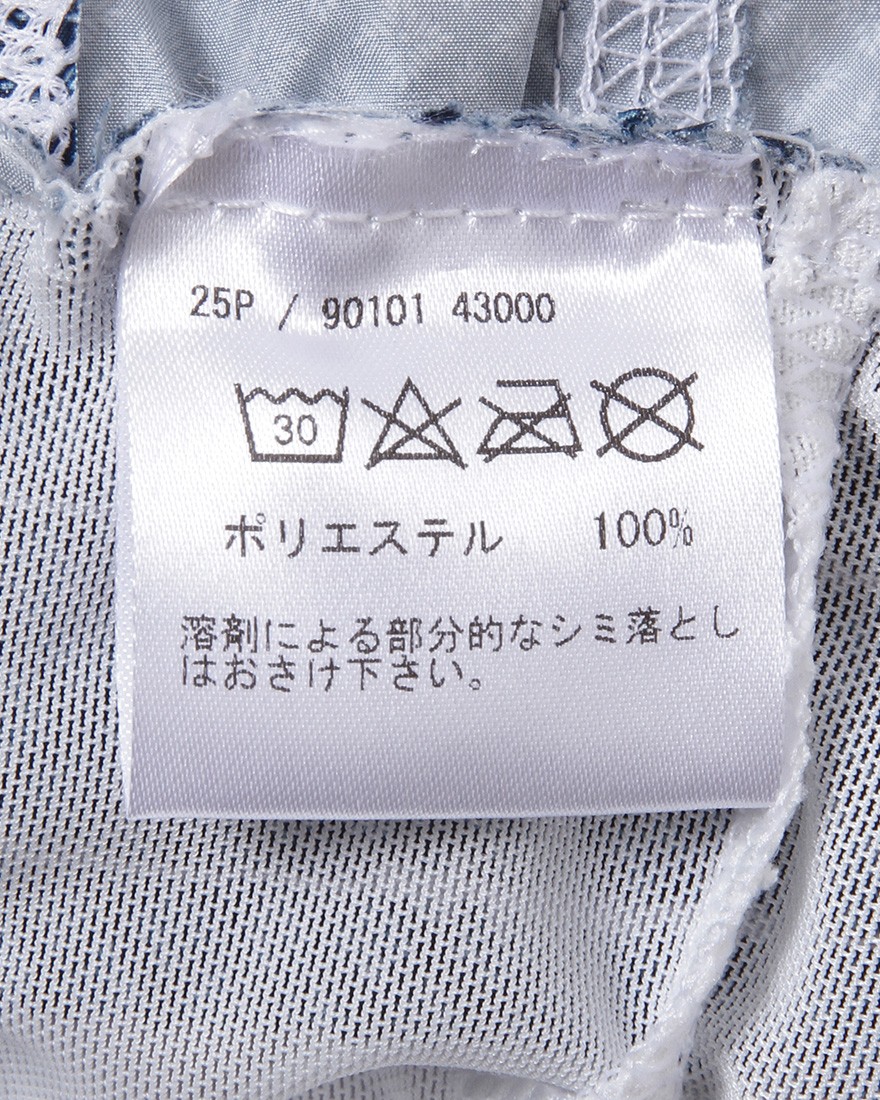 25P / 90101 43000
30
ポリエステル 100%
溶剤による部分的なシミ落とし
はおさけ下さい。